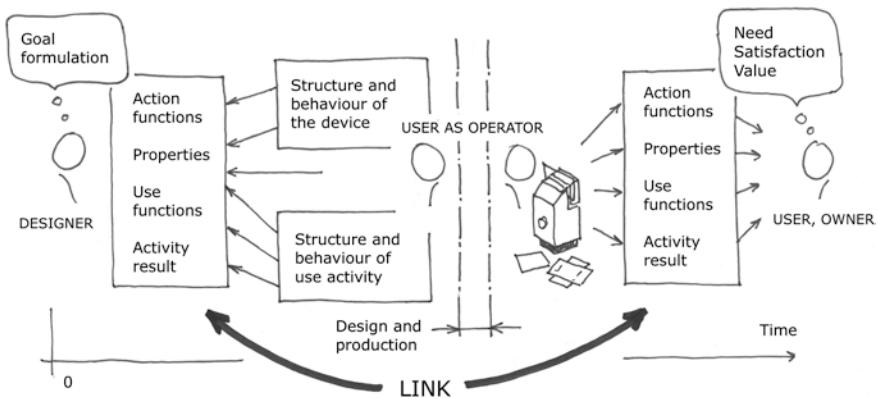 Goal
formulation
DESIGNER
Action
functions
Properties
Use
functions
Activity
result
Structure and
behaviour of
the device
Structure and
behaviour of
use activity
USER AS OPERATOR
Design and
production
Action
functions
Properties
Use
functions
Activity
result
Need
Satisfaction
Value
USER, OWNER
Time
0
LINK